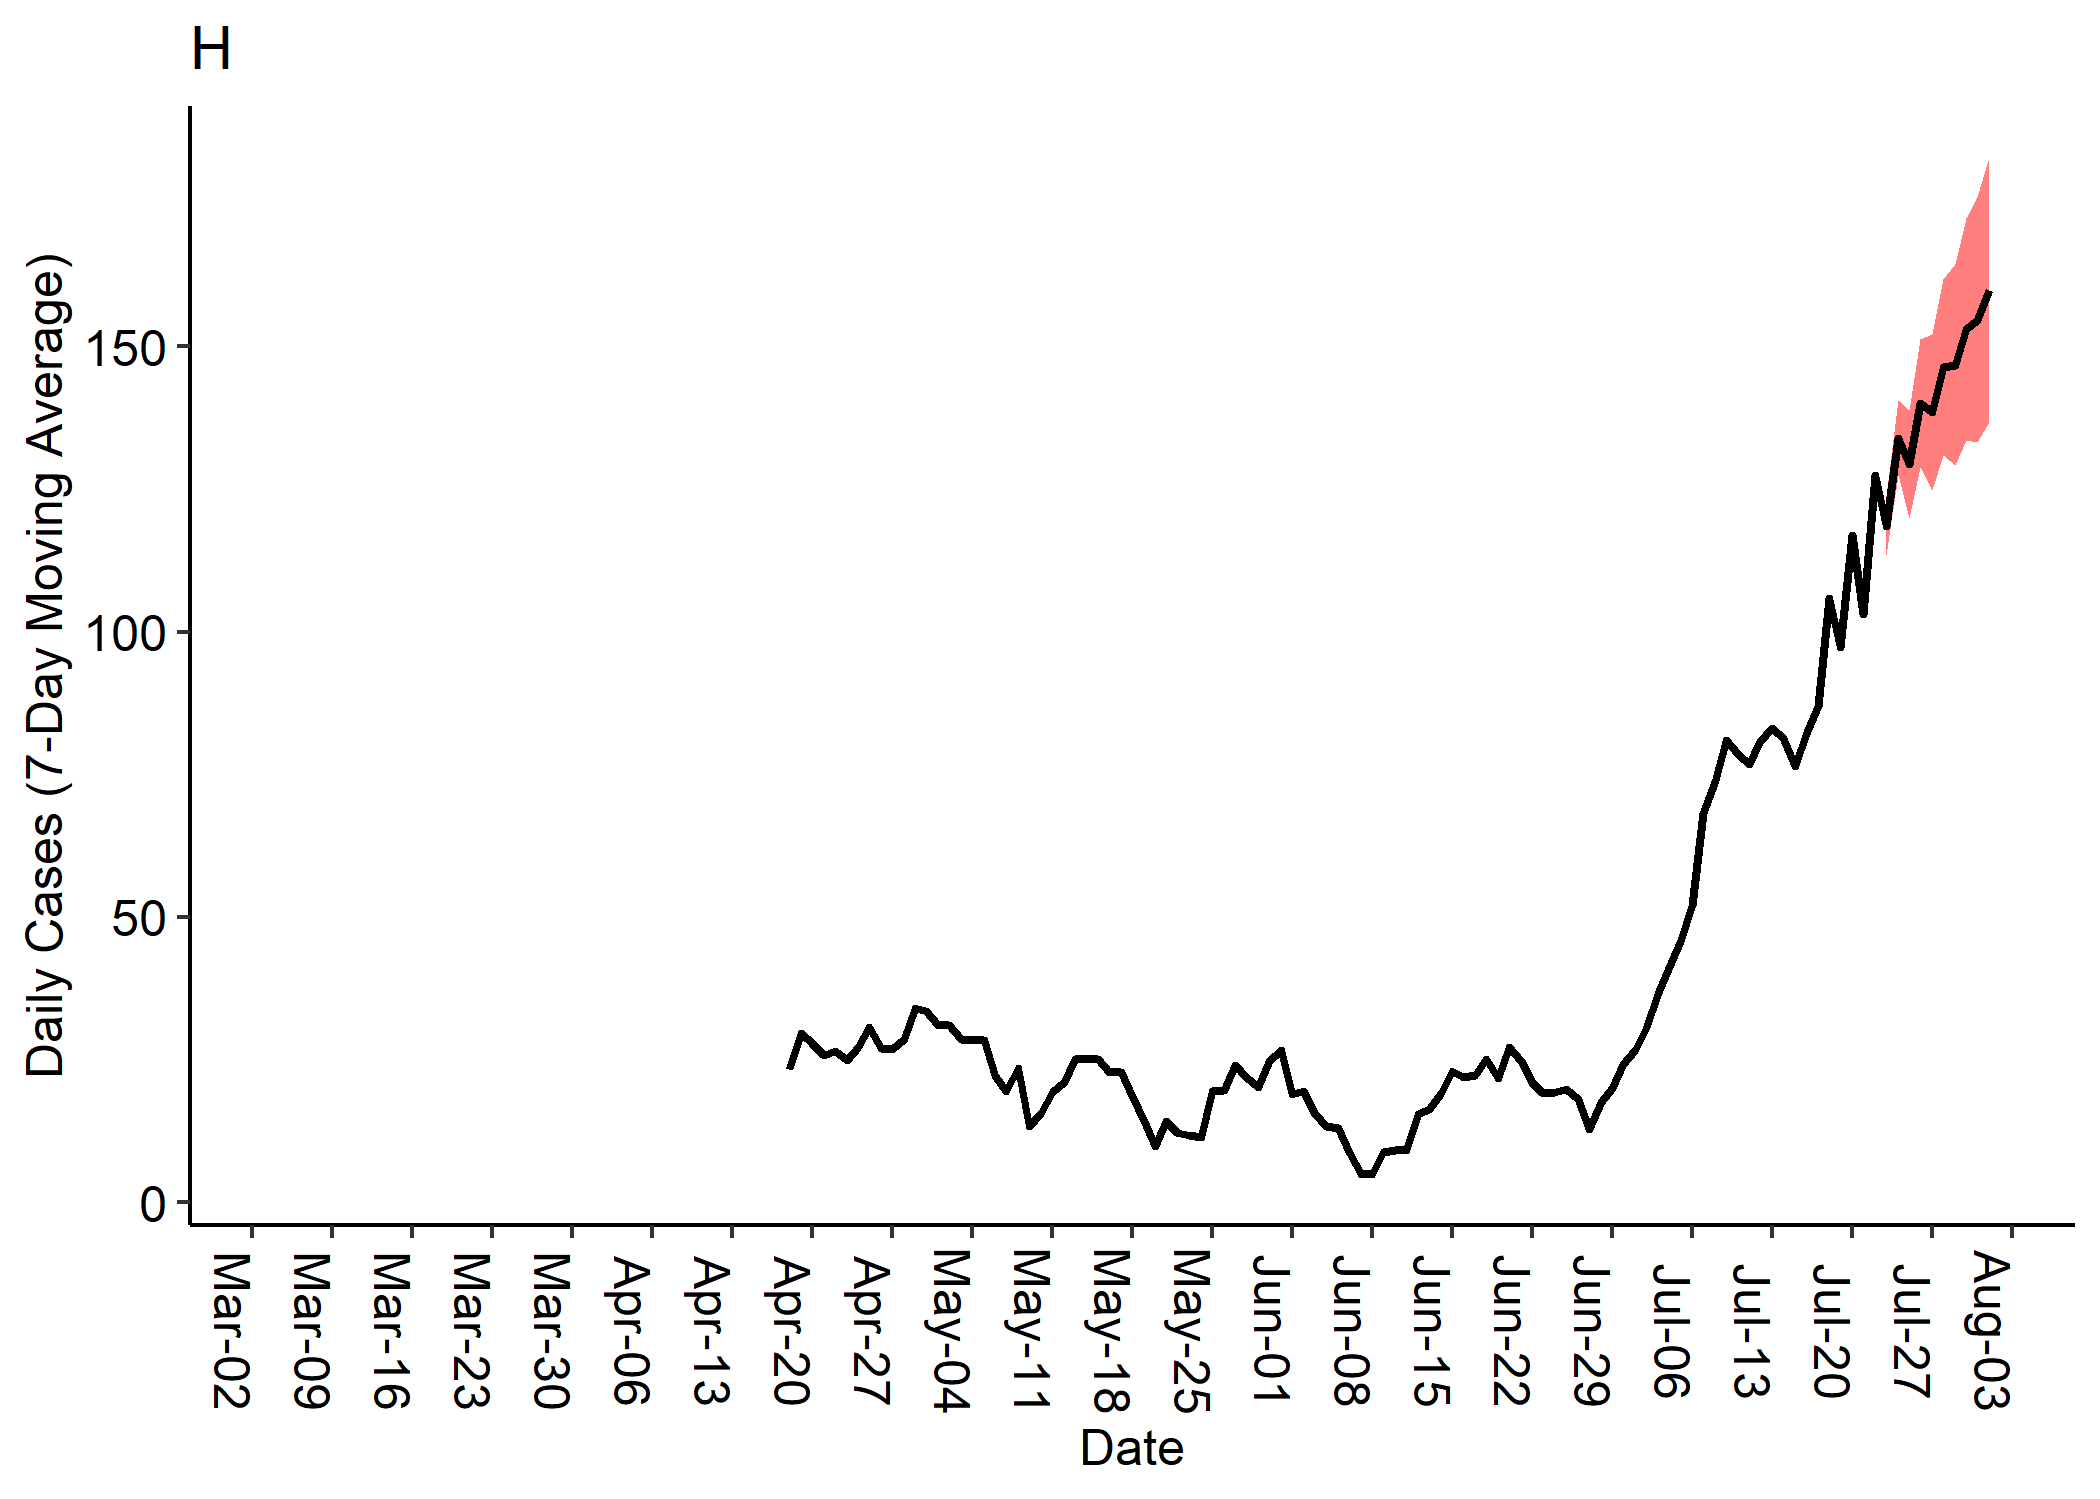 H
Daily Cases (7-Day Moving Average)
150
100
50
0
Mar-02
Mar-09
Mar-16
Mar-23
Mar-30
Apr-06
Apr-13
Apr-20
Apr-27
May-04
May-11
May-18
May-25
Jun-01
Jun-08
Jun-15
Jun-22
Jun-29
Jul-06
Jul-13
Jul-20
Jul-27
Aug-03
Date